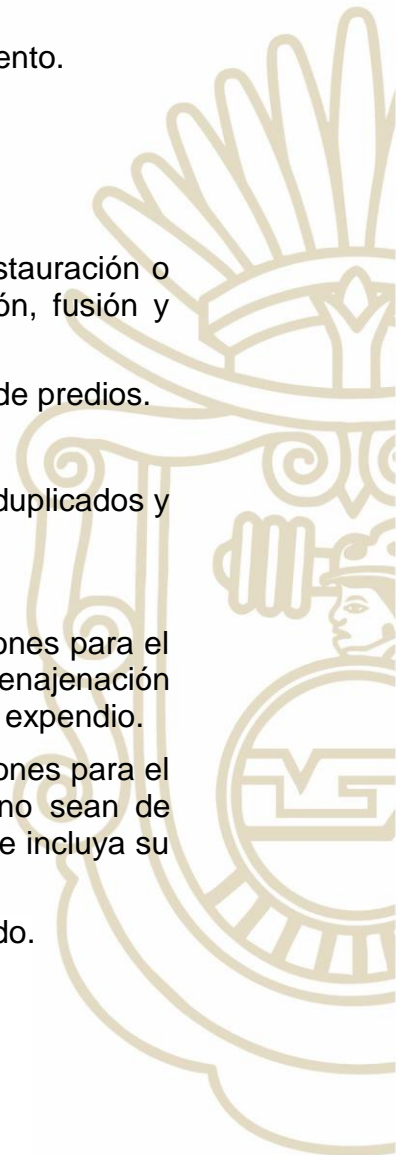 ento.
stauración o
ón, fusión y
de predios.
duplicados y
ones para el
enajenación
expendio.
ones para el
no sean de
e incluya su
do.